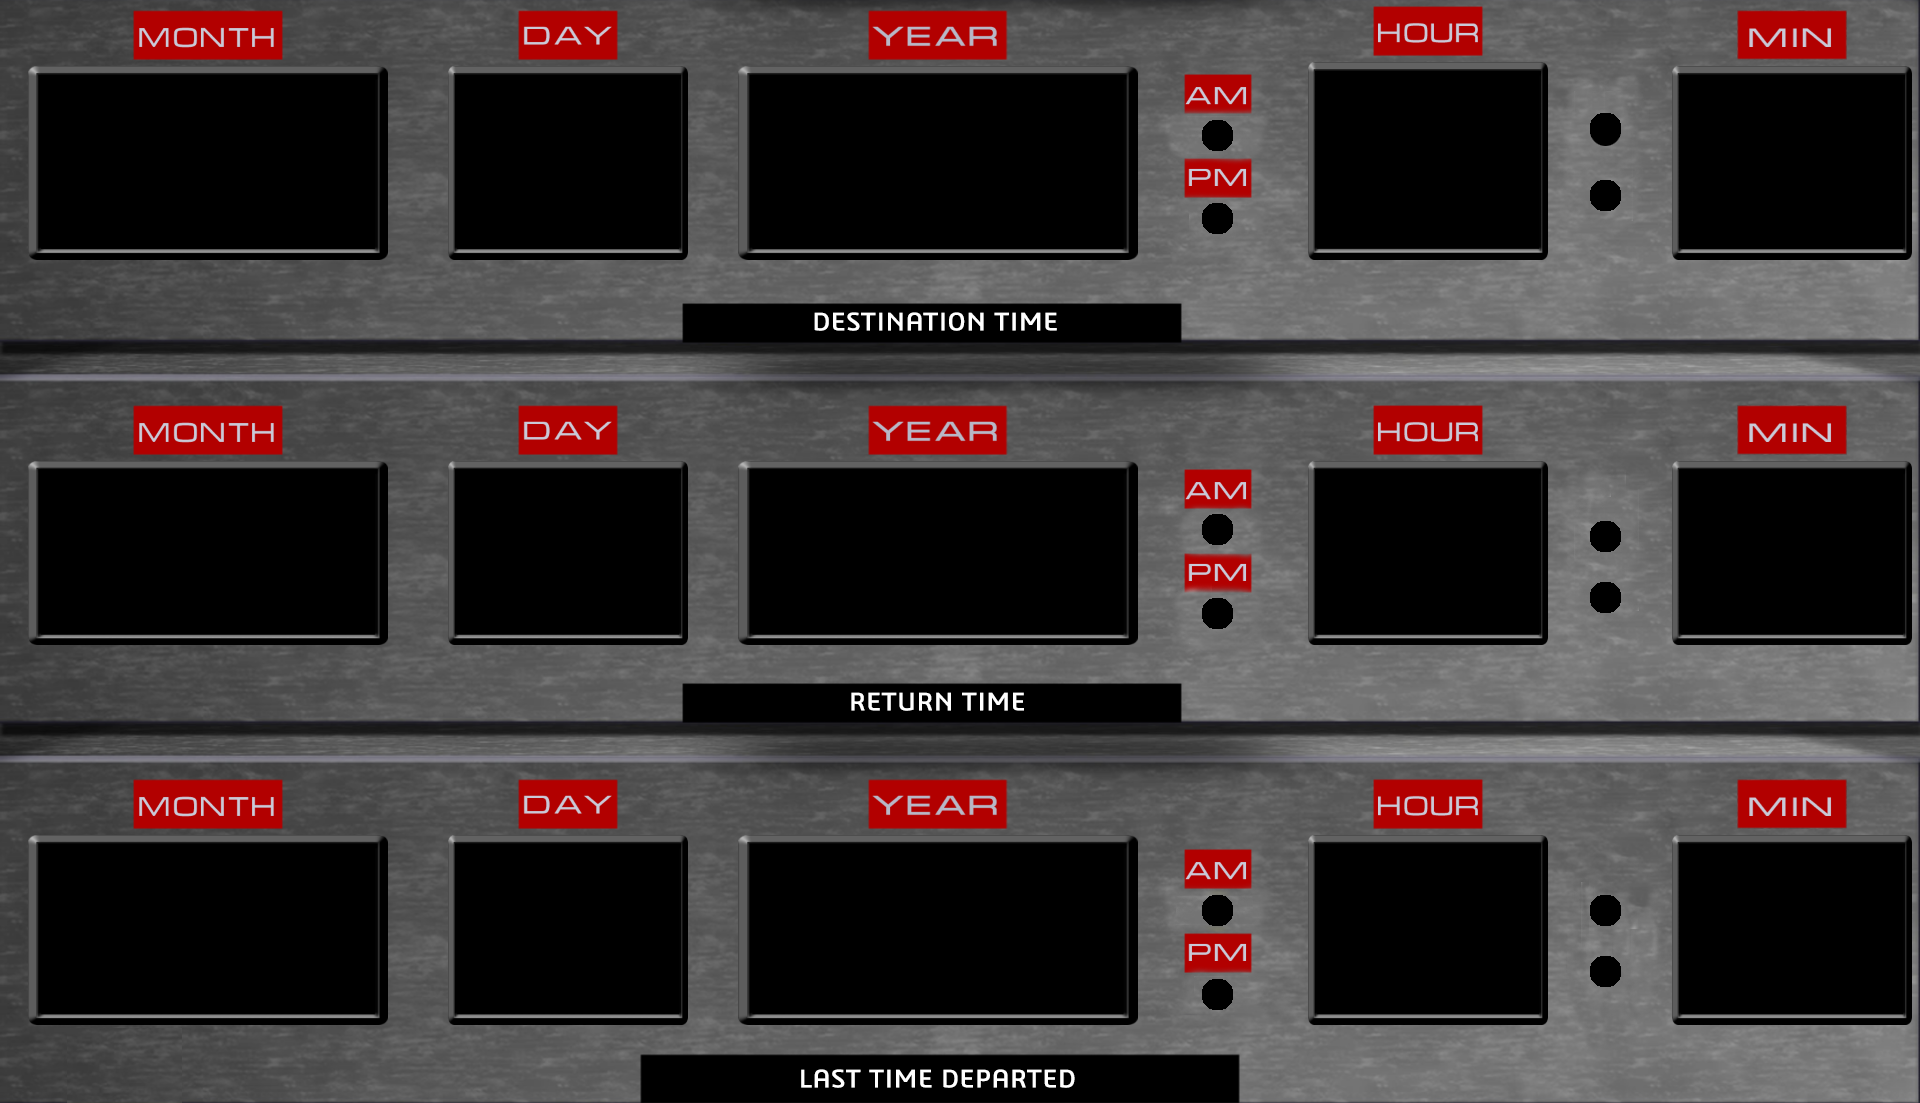 MONTH DAY YEAR HOUR MIN
AM
PM
DESTINATION TIME
MONTH DAY YEAR HOUR MIN
AM
PM
RETURN TIME
MONTH DAY YEAR HOUR MIN
AM
PM
LAST TIME DEPARTED